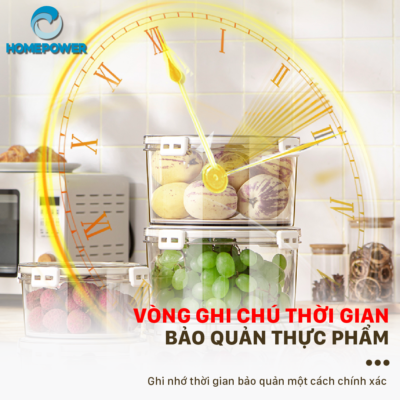 HOMEPOWER
VÒNG GHI CHÚ THỜI GIAN
BẢO QUẢN THỰC PHẨM
Ghi nhớ thời gian bảo quản một cách chính xác